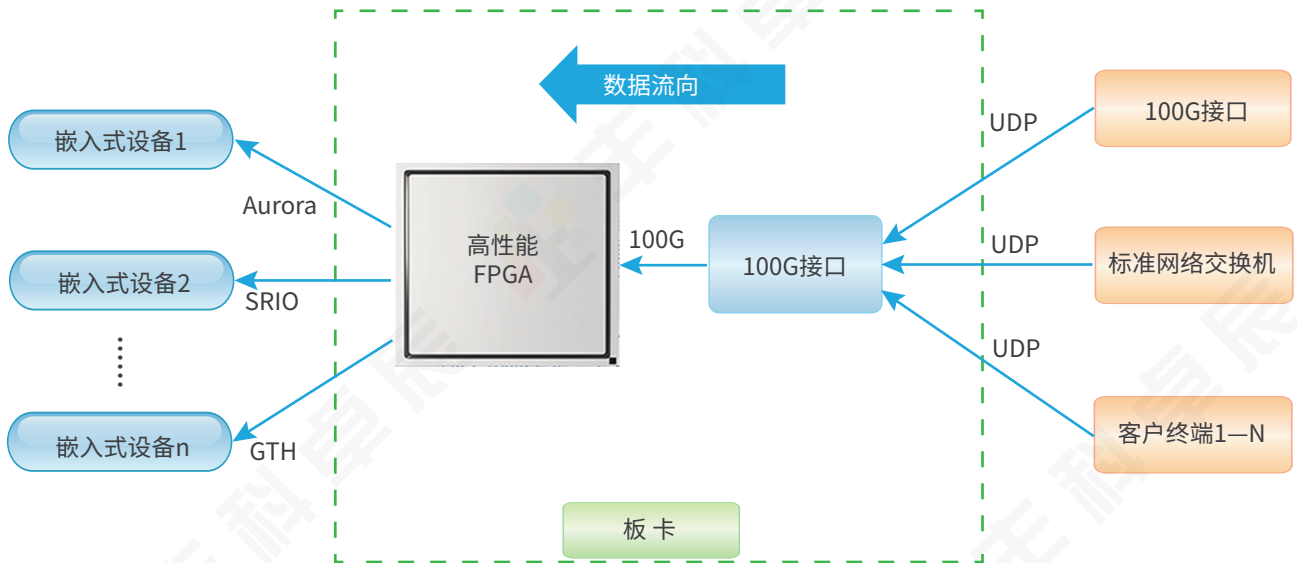 数据流向
嵌入式设备1
嵌入式设备2
嵌入式设备n
Aurora
SRIO
GTH
高性能
FPGA
100G
100G接口
UDP
UDP
UDP
100G接口
标准网络交换机
客户终端1—N
板 卡